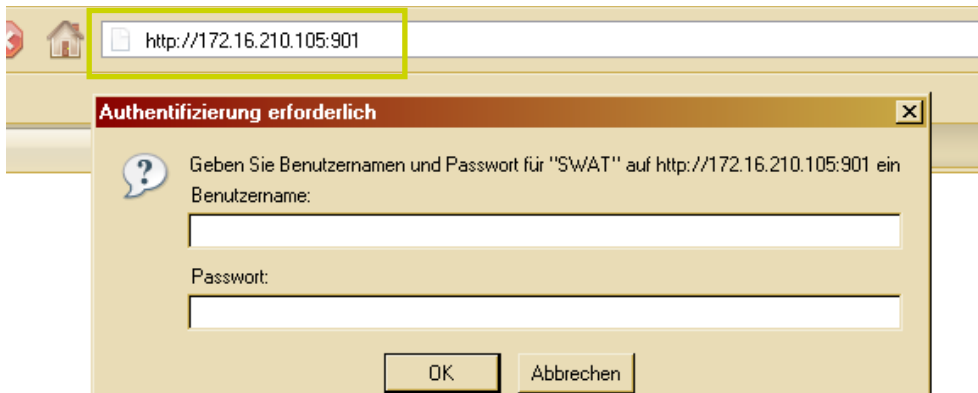 http://172.16.210.105:901
Authentifizierung erforderlich
Geben Sie Benutzernamen und Passwort für "SWAT" auf http://172.16.210.105:901 ein
Benutzername:
Passwort:
OK Abbrechen